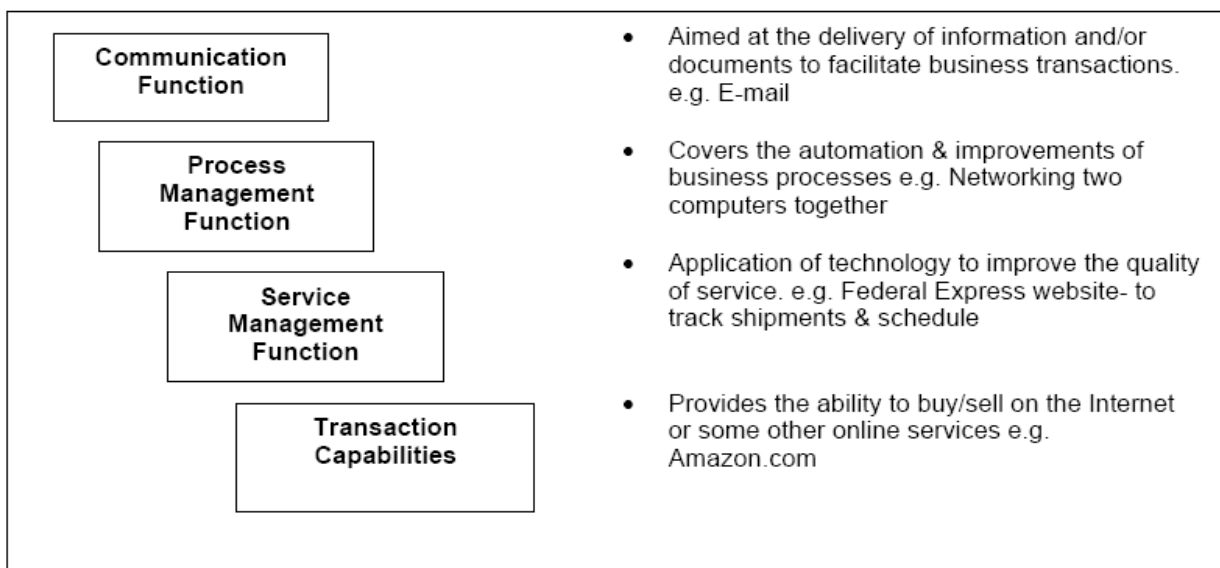 Communication
Function
• Aimed at the delivery of information and/or
documents to facilitate business transactions.
e.g. E-mail
Process
Management
Function
• Covers the automation & improvements of
business processes e.g. Networking two
computers together
Service
Management
Function
• Application of technology to improve the quality
of service. e.g. Federal Express website- to
track shipments & schedule
Transaction
Capabilities
• Provides the ability to buy/sell on the Internet
or some other online services e.g.
Amazon.com